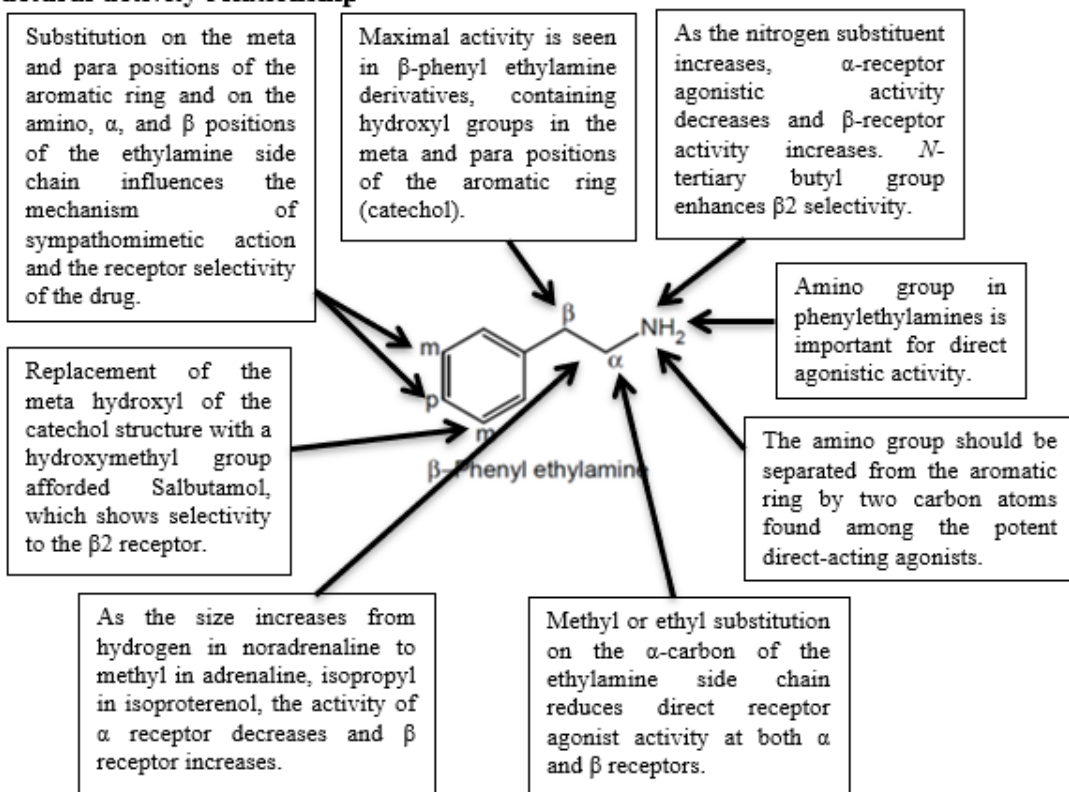 Substitution on the meta
and para positions of the
aromatic ring and on the
amino, α, and β positions
of the ethylamine side
chain influences the
mechanism of
sympathomimetic action
and the receptor selectivity
of the drug.
Maximal activity is seen
in β-phenyl ethylamine
derivatives, containing
hydroxyl groups in the
meta and para positions
of the aromatic ring
(catechol).
As the nitrogen substituent
increases, α-receptor
agonistic activity
decreases and β-receptor
activity increases. N-
tertiary butyl group
enhances β2 selectivity.
Amino group in
phenylethylamines is
important for direct
agonistic activity.
β
NH2
m
α
p
m
β-Phenyl ethylamine
Replacement of the
meta hydroxyl of the
catechol structure with a
hydroxymethyl group
afforded Salbutamol,
which shows selectivity
to the β2 receptor.
The amino group should be
separated from the aromatic
ring by two carbon atoms
found among the potent
direct-acting agonists.
As the size increases from
hydrogen in noradrenaline to
methyl in adrenaline, isopropyl
in isoproterenol, the activity of
α receptor decreases and β
receptor increases.
Methyl or ethyl substitution
on the α-carbon of the
ethylamine side chain
reduces direct receptor
agonist activity at both α
and β receptors.